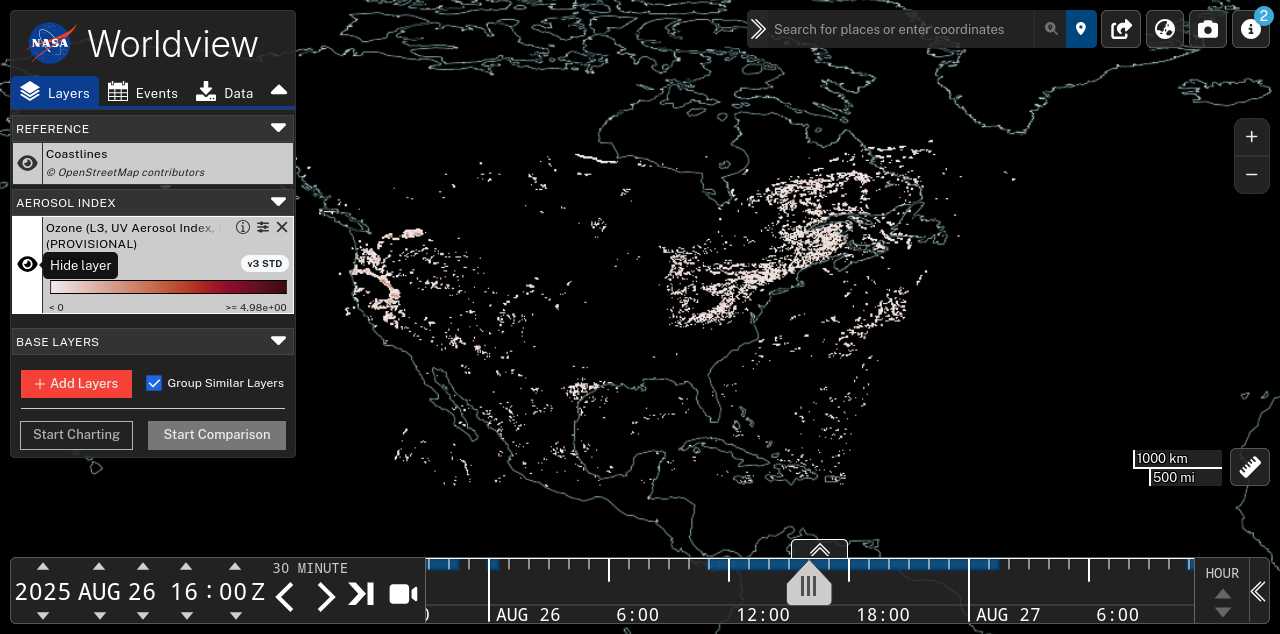 NASA
Worldview
Layers
Events
Data
REFERENCE
Coastlines
© OpenStreetMap contributors
AEROSOL INDEX
Ozone (L3, UV Aerosol Index,
(PROVISIONAL)
Hide layer
v3 STD
< 0
>= 4.98e+00
BASE LAYERS
+ Add Layers
Group Similar Layers
Start Charting
Start Comparison
Search for places or enter coordinates
2
+
−
1000 km
500 mi
2025 AUG 26 16 : 00 Z
30 MINUTE
AUG 26
6:00
12:00
18:00
AUG 27
6:00
HOUR